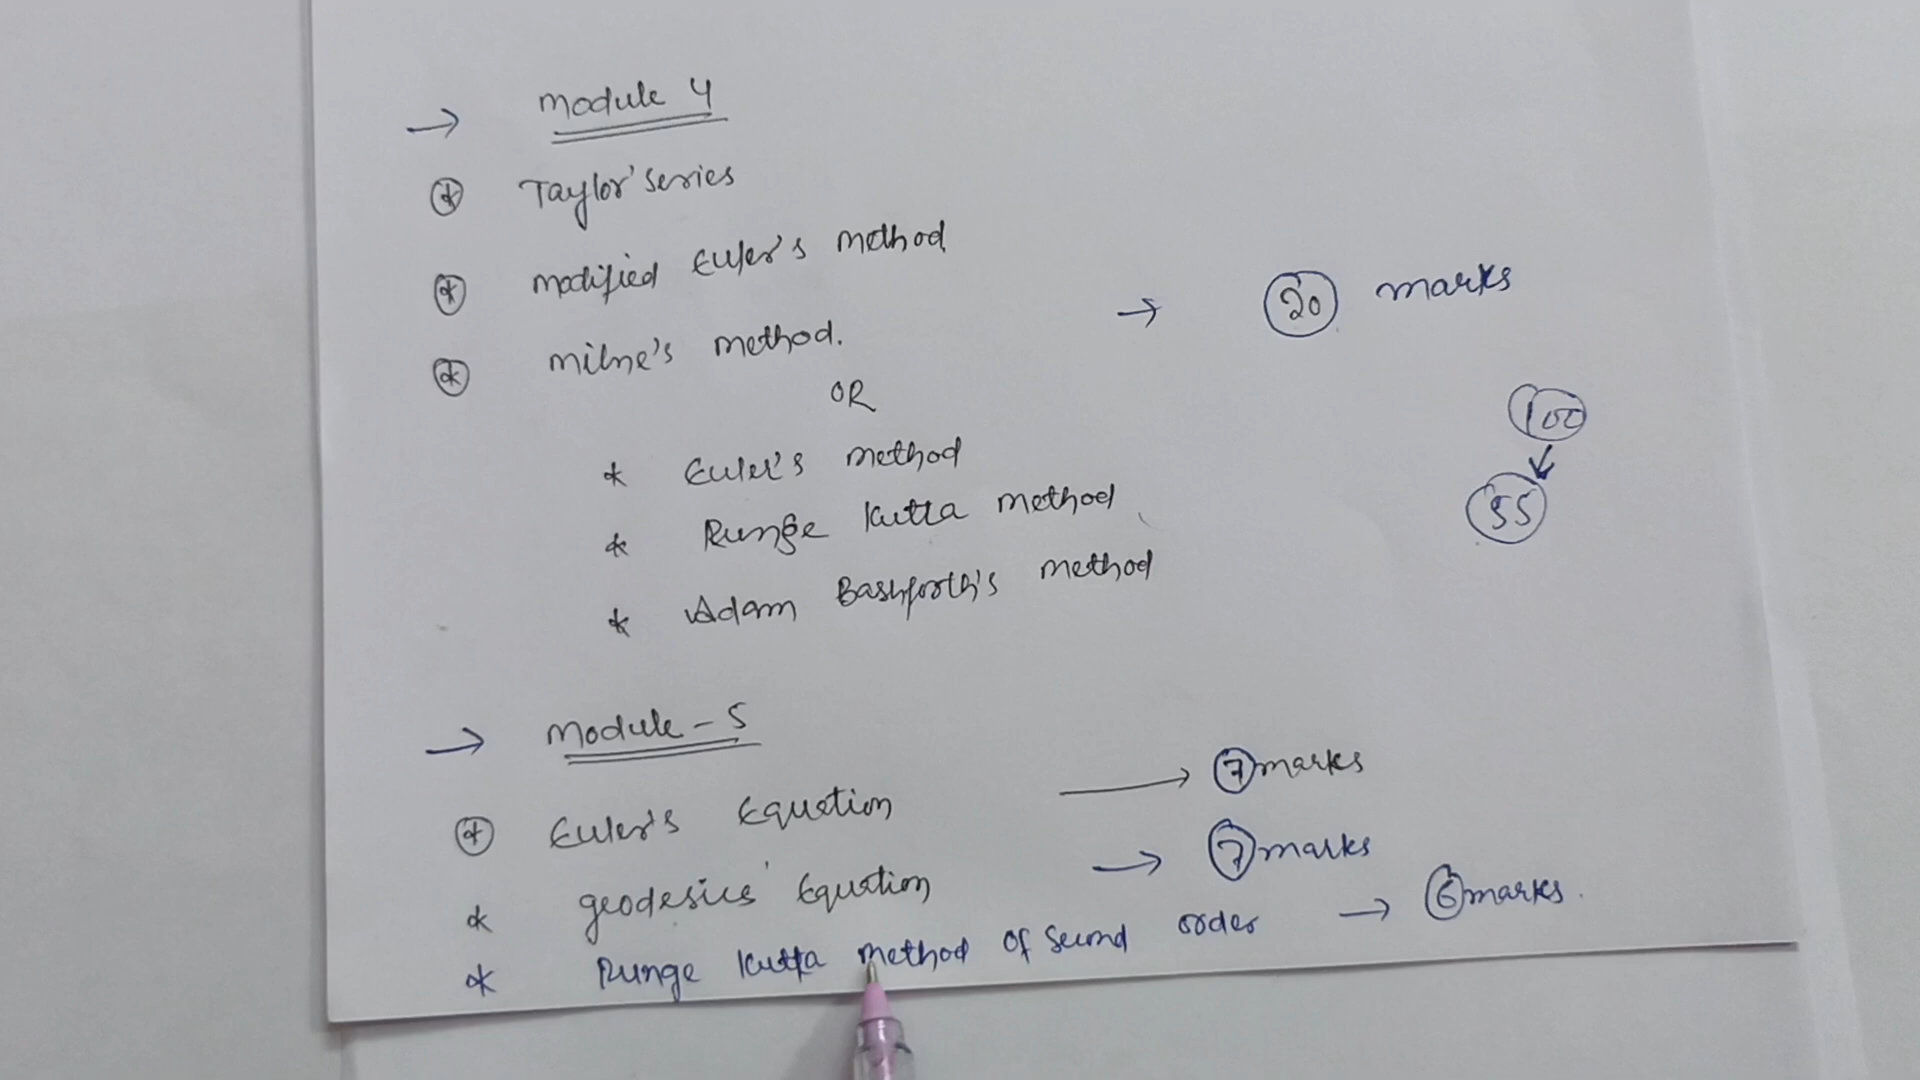 → Module 4
* Taylor' Series
* modified Euler's method
* milne's method.
→ 20 marks
OR
* Euler's method
* Runge kutta method
* Adam Bashforth's method
100
↓
55
→ Module - 5
* Euler's Equation → 7 marks
* geodesics' Equation → 7 marks
* Runge kutta method of Second order → 6 marks.